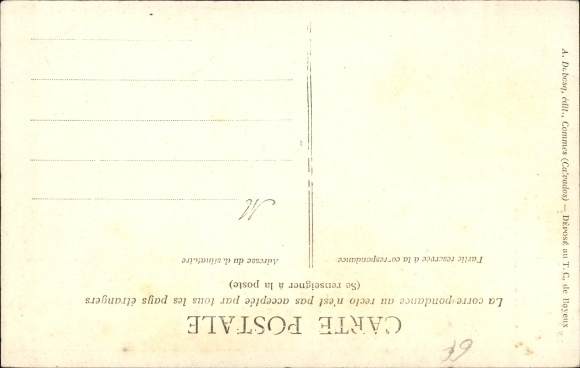 CARTE POSTALE
La correspondance au recto n'est pas acceptée par tous les pays étrangers
(Se renseigner à la poste)
Partie réservée à la correspondance
Adresse du destinataire
M
A. Dubosq, édit., Commes (Calvados) — DÉPOSÉ au T. C. de Bayeux